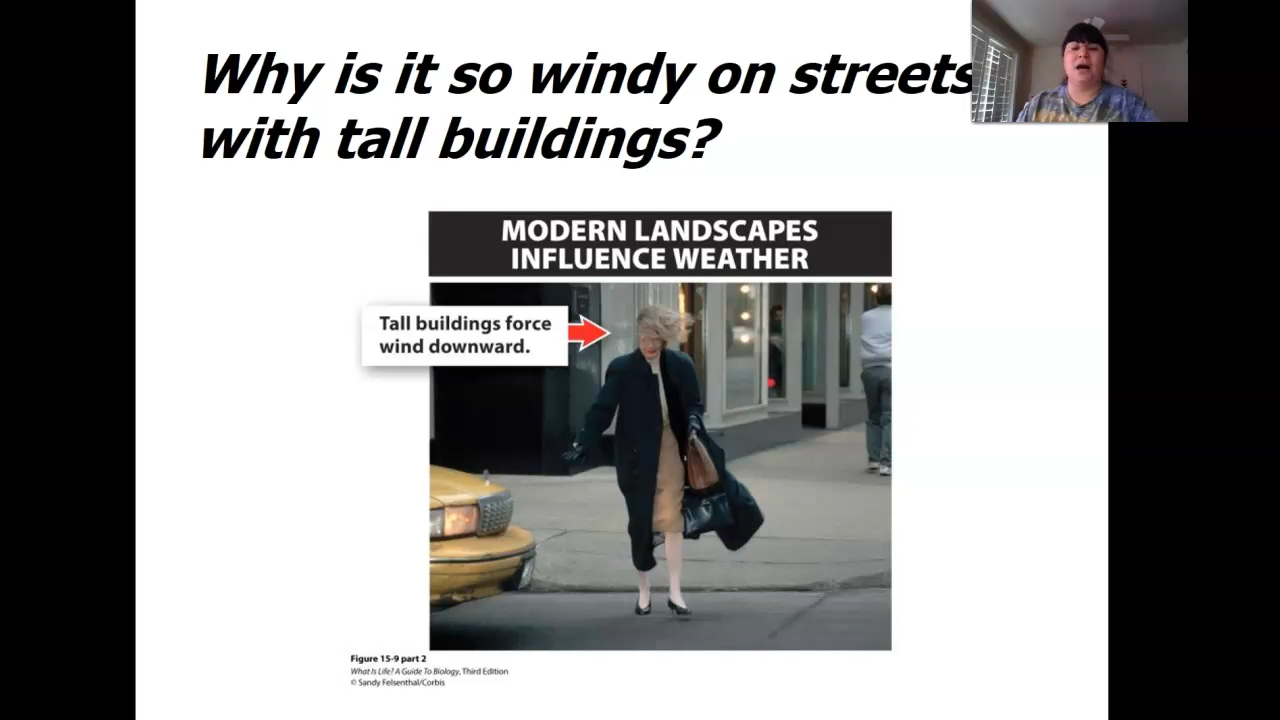 Why is it so windy on streets
with tall buildings?
MODERN LANDSCAPES
INFLUENCE WEATHER
Tall buildings force
wind downward.
Figure 15-9 part 2
What Is Life? A Guide To Biology, Third Edition
© Sandy Felsenthal/Corbis